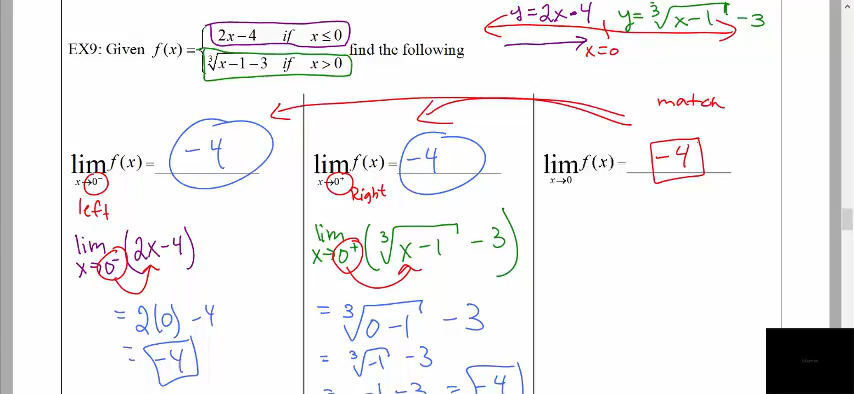 y=2x-4 y=∛(x-1) -3
x=0
EX9: Given f(x) = { 2x-4 if x≤0 find the following
∛x-1-3 if x>0
match
lim x→0⁻ f(x)= -4
left
lim x→0⁺ f(x)= -4
Right
lim x→0 f(x)= -4
lim x→0⁻ (2x-4)
= 2(0) -4
= -4
lim x→0⁺ (∛(x-1) -3)
= ∛(0-1) -3
= ∛(-1) -3
= -1-3 = -4